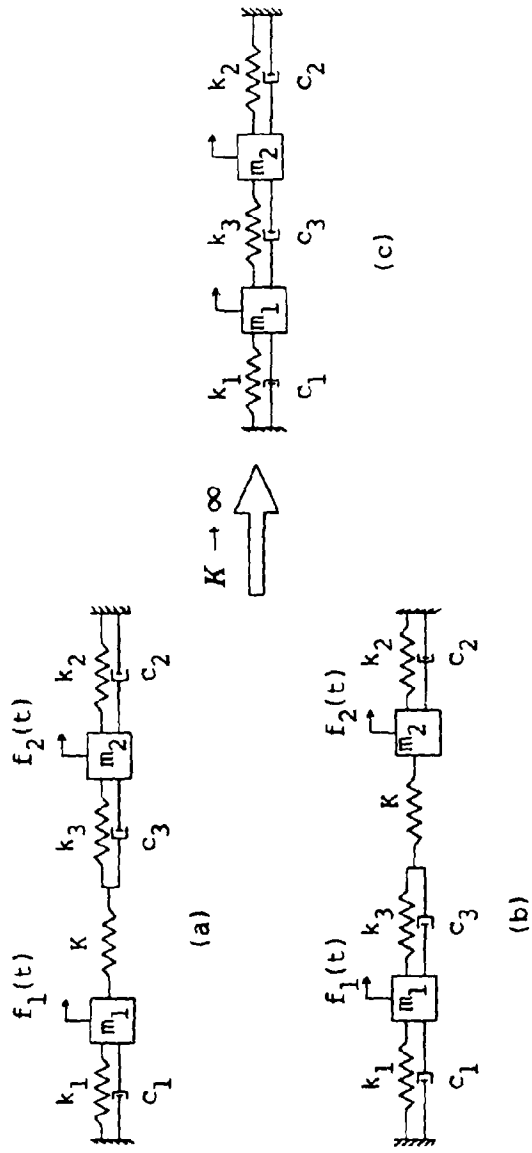 f₁(t) f₂(t)
k₁ m₁ K k₃ m₂ k₂
c₁ c₃ c₂
(a)
f₁(t) f₂(t)
k₁ m₁ k₃ K m₂ k₂
c₁ c₃ c₂
(b)
K → ∞
k₁ m₁ k₃ m₂ k₂
c₁ c₃ c₂
(c)